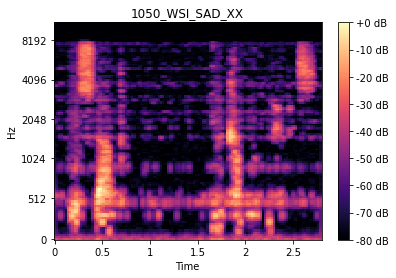 1050_WSI_SAD_XX
+0 dB
8192
-10 dB
4096
-20 dB
-30 dB
2048
Hz
-40 dB
1024
-50 dB
512
-60 dB
-70 dB
0
-80 dB
0 0.5 1 1.5 2 2.5
Time